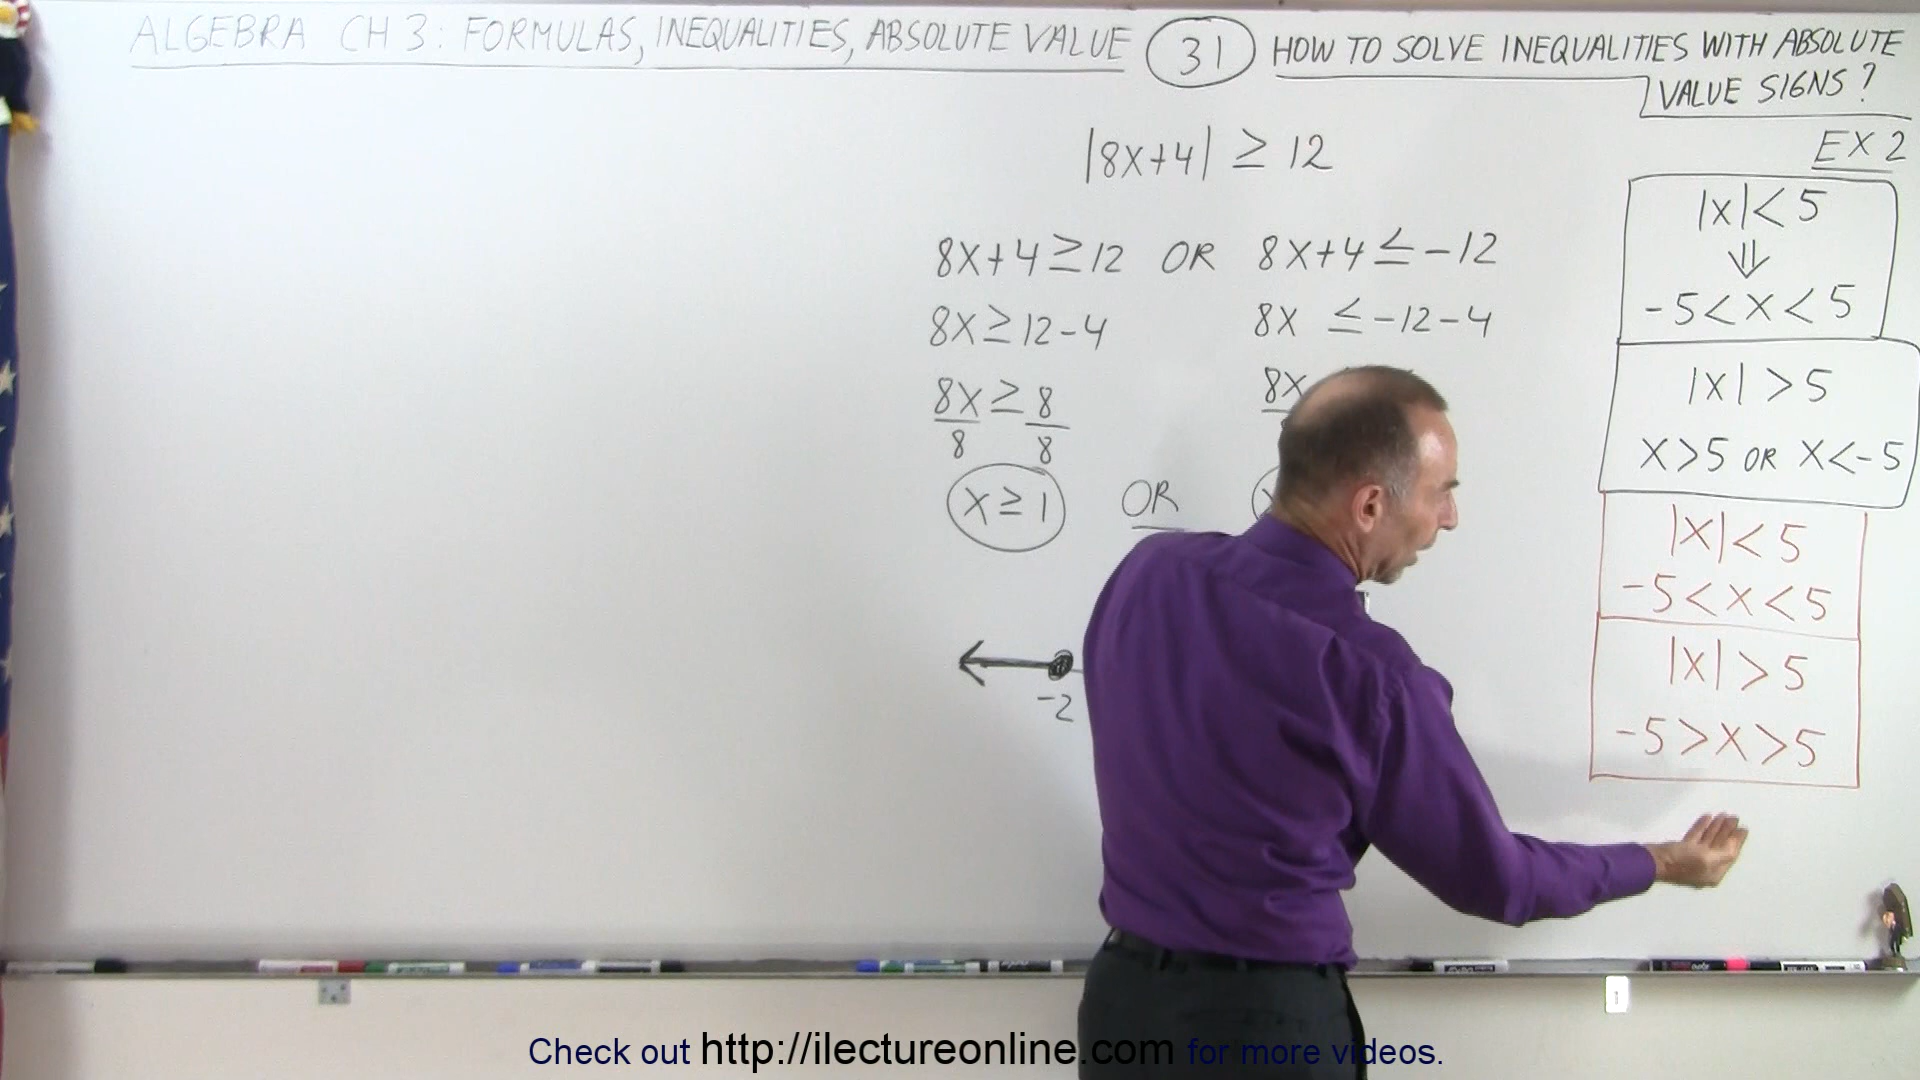 ALGEBRA CH 3: FORMULAS, INEQUALITIES, ABSOLUTE VALUE 31 HOW TO SOLVE INEQUALITIES WITH ABSOLUTE
VALUE SIGNS?
EX 2
|8X+4| ≥ 12
8X+4≥12 OR 8X+4≤-12
8X≥12-4 8X ≤-12-4
8X≥8 8X
8 8
X≥1 OR
-2
|X|<5
⇓
-5<X<5
|X|>5
X>5 OR X<-5
|X|<5
-5<X<5
|X|>5
-5>X>5
Check out http://ilectureonline.com for more videos.